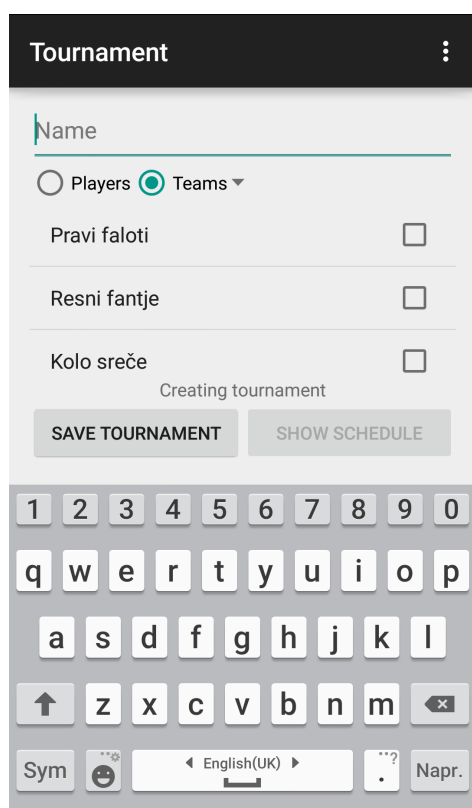 Tournament
Name
Players Teams
Pravi faloti
Resni fantje
Kolo sreče
Creating tournament
SAVE TOURNAMENT SHOW SCHEDULE
1 2 3 4 5 6 7 8 9 0
q w e r t y u i o p
a s d f g h j k l
z x c v b n m
Sym English(UK) ...? . Napr.